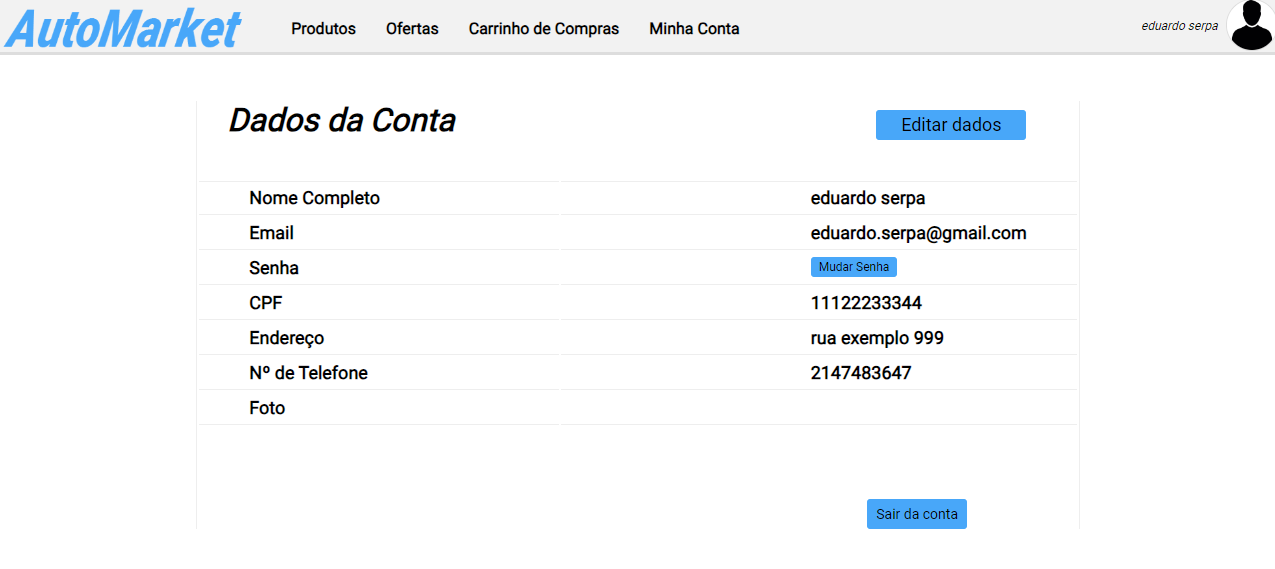 AutoMarket Produtos Ofertas Carrinho de Compras Minha Conta eduardo serpa
Dados da Conta Editar dados
Nome Completo eduardo serpa
Email eduardo.serpa@gmail.com
Senha Mudar Senha
CPF 11122233344
Endereço rua exemplo 999
Nº de Telefone 2147483647
Foto
Sair da conta